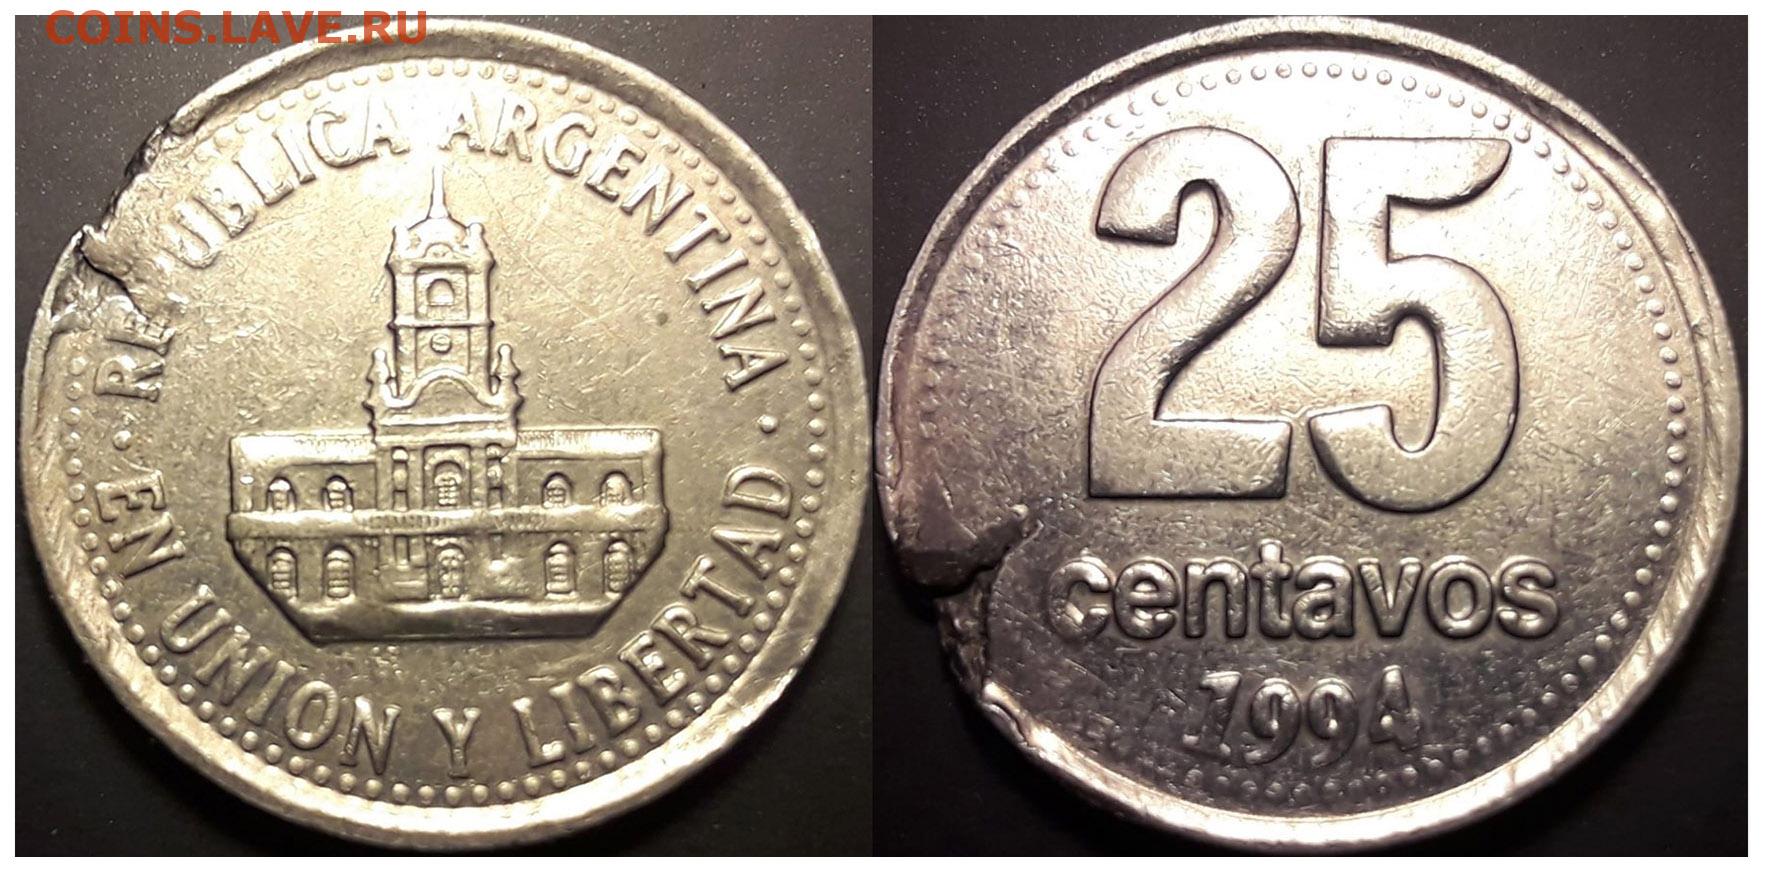 COINS.LAVE.RU
REPUBLICA ARGENTINA
· EN UNION Y LIBERTAD ·
25
centavos
1994